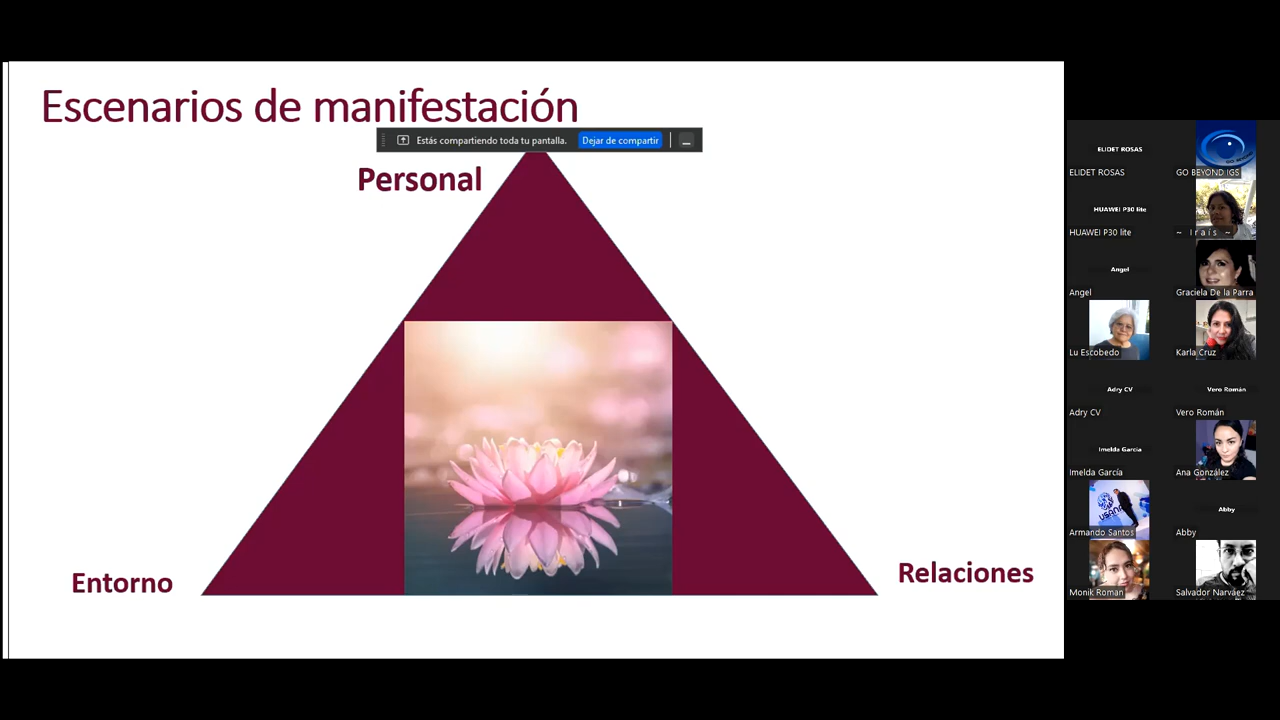 Escenarios de manifestación
Estás compartiendo toda tu pantalla.
Dejar de compartir
Personal
Entorno
Relaciones
ELIDET ROSAS
ELIDET ROSAS
GO BEYOND IGS
HUAWEI P30 lite
HUAWEI P30 lite
~ I r a í s ~
Angel
Angel
Graciela De la Parra
Lu Escobedo
Karla Cruz
Adry CV
Adry CV
Vero Román
Vero Román
Imelda García
Imelda García
Ana González
USANA
Armando Santos
Abby
Abby
Monik Roman
Salvador Narváez